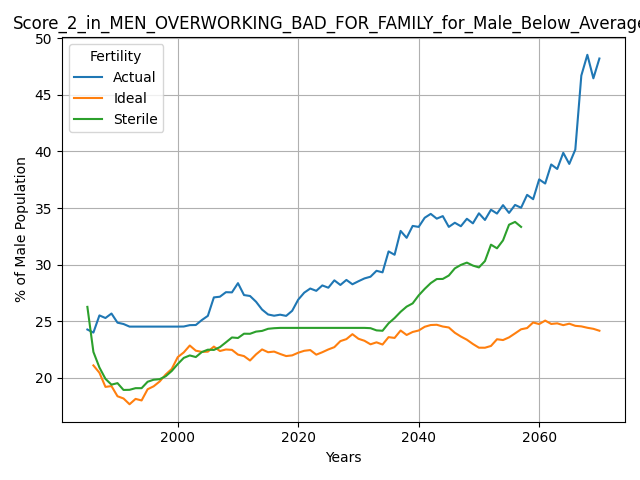 Score_2_in_MEN_OVERWORKING_BAD_FOR_FAMILY_for_Male_Below_Average
50
45
40
35
30
25
20
% of Male Population
Fertility
Actual
Ideal
Sterile
2000 2020 2040 2060
Years